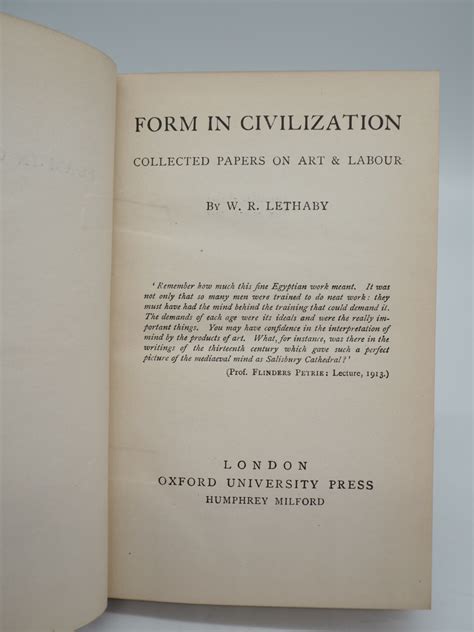 FORM IN CIVILIZATION
COLLECTED PAPERS ON ART & LABOUR
By W. R. LETHABY
'Remember how much this fine Egyptian work meant. It was
not only that so many men were trained to do neat work: they
must have had the mind behind the training that could demand it.
The demands of each age were its ideals and were the really im-
portant things. You may have confidence in the interpretation of
mind by the products of art. What, for instance, was there in the
writings of the thirteenth century which gave such a perfect
picture of the mediaeval mind as Salisbury Cathedral?'
(Prof. FLINDERS PETRIE: Lecture, 1913.)
LONDON
OXFORD UNIVERSITY PRESS
HUMPHREY MILFORD